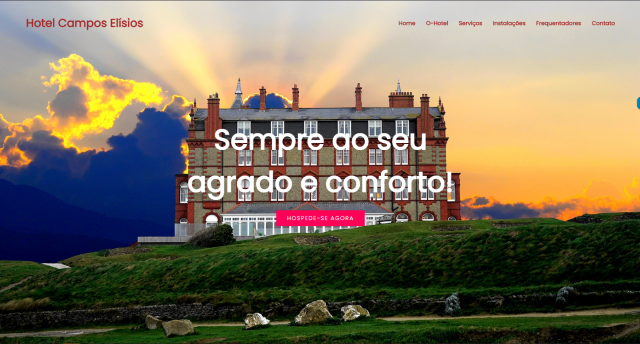 Hotel Campos Elísios
Home O-Hotel Serviços Instalações Frequentadores Contato
Sempre ao seu
agrado e conforto!
HOSPEDE-SE AGORA